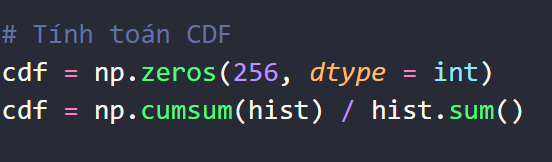 # Tính toán CDF
cdf = np.zeros(256, dtype = int)
cdf = np.cumsum(hist) / hist.sum()